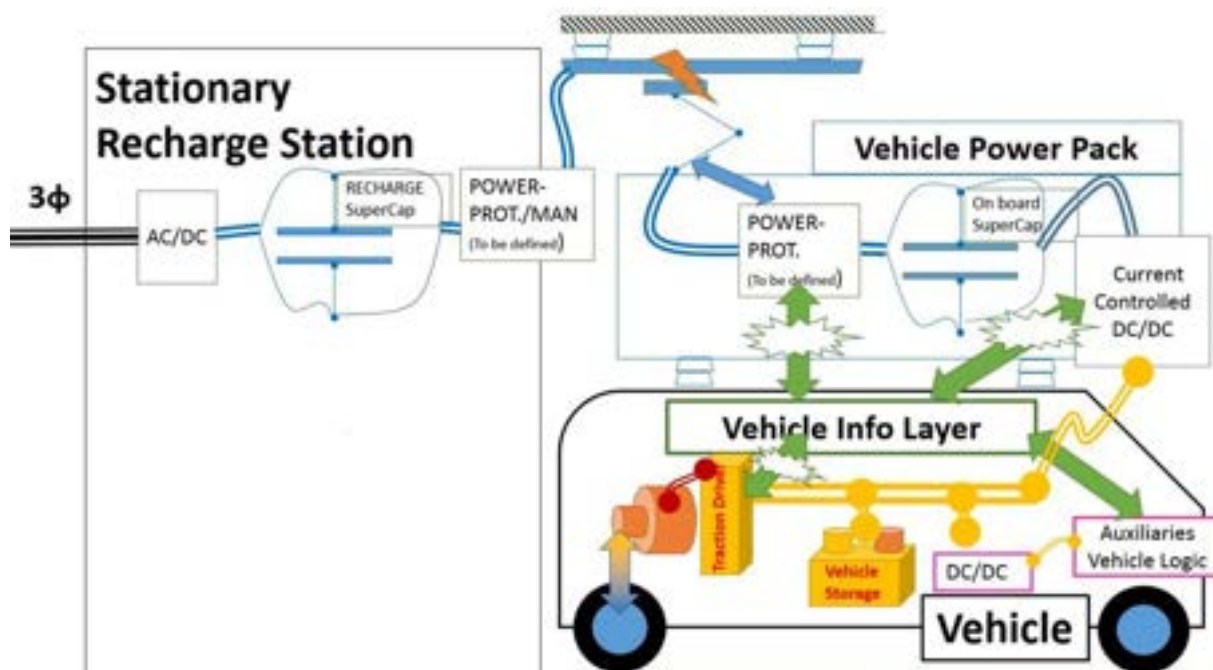 Stationary
Recharge Station
3ϕ
AC/DC
RECHARGE
SuperCap
POWER-
PROT./MAN
(To be defined)
Vehicle Power Pack
POWER-
PROT.
(To be defined)
On board
SuperCap
Current
Controlled
DC/DC
Vehicle Info Layer
Traction Drive
Vehicle
Storage
DC/DC
Auxiliaries
Vehicle Logic
Vehicle